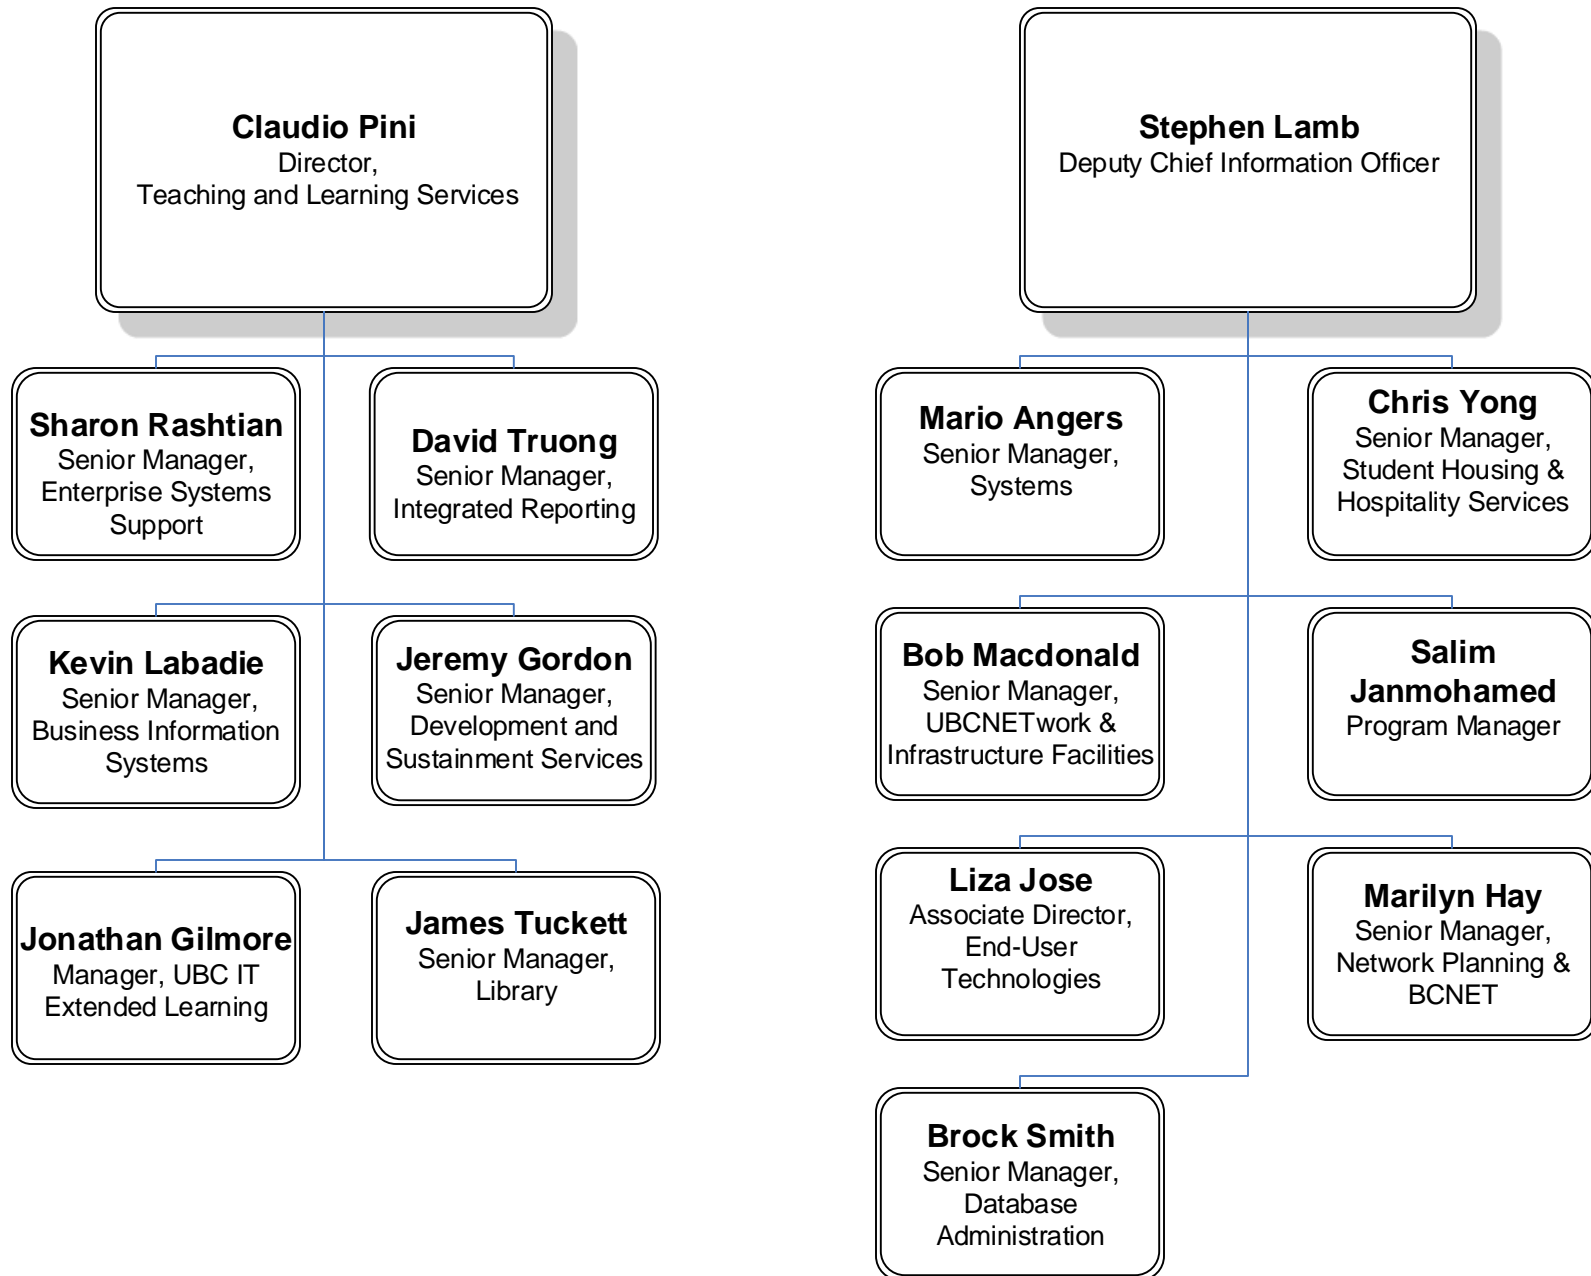 Claudio Pini
Director,
Teaching and Learning Services
Stephen Lamb
Deputy Chief Information Officer
Sharon Rashtian
Senior Manager,
Enterprise Systems
Support
David Truong
Senior Manager,
Integrated Reporting
Mario Angers
Senior Manager,
Systems
Chris Yong
Senior Manager,
Student Housing &
Hospitality Services
Kevin Labadie
Senior Manager,
Business Information
Systems
Jeremy Gordon
Senior Manager,
Development and
Sustainment Services
Bob Macdonald
Senior Manager,
UBCNETwork &
Infrastructure Facilities
Salim
Janmohamed
Program Manager
Jonathan Gilmore
Manager, UBC IT
Extended Learning
James Tuckett
Senior Manager,
Library
Liza Jose
Associate Director,
End-User
Technologies
Marilyn Hay
Senior Manager,
Network Planning &
BCNET
Brock Smith
Senior Manager,
Database
Administration